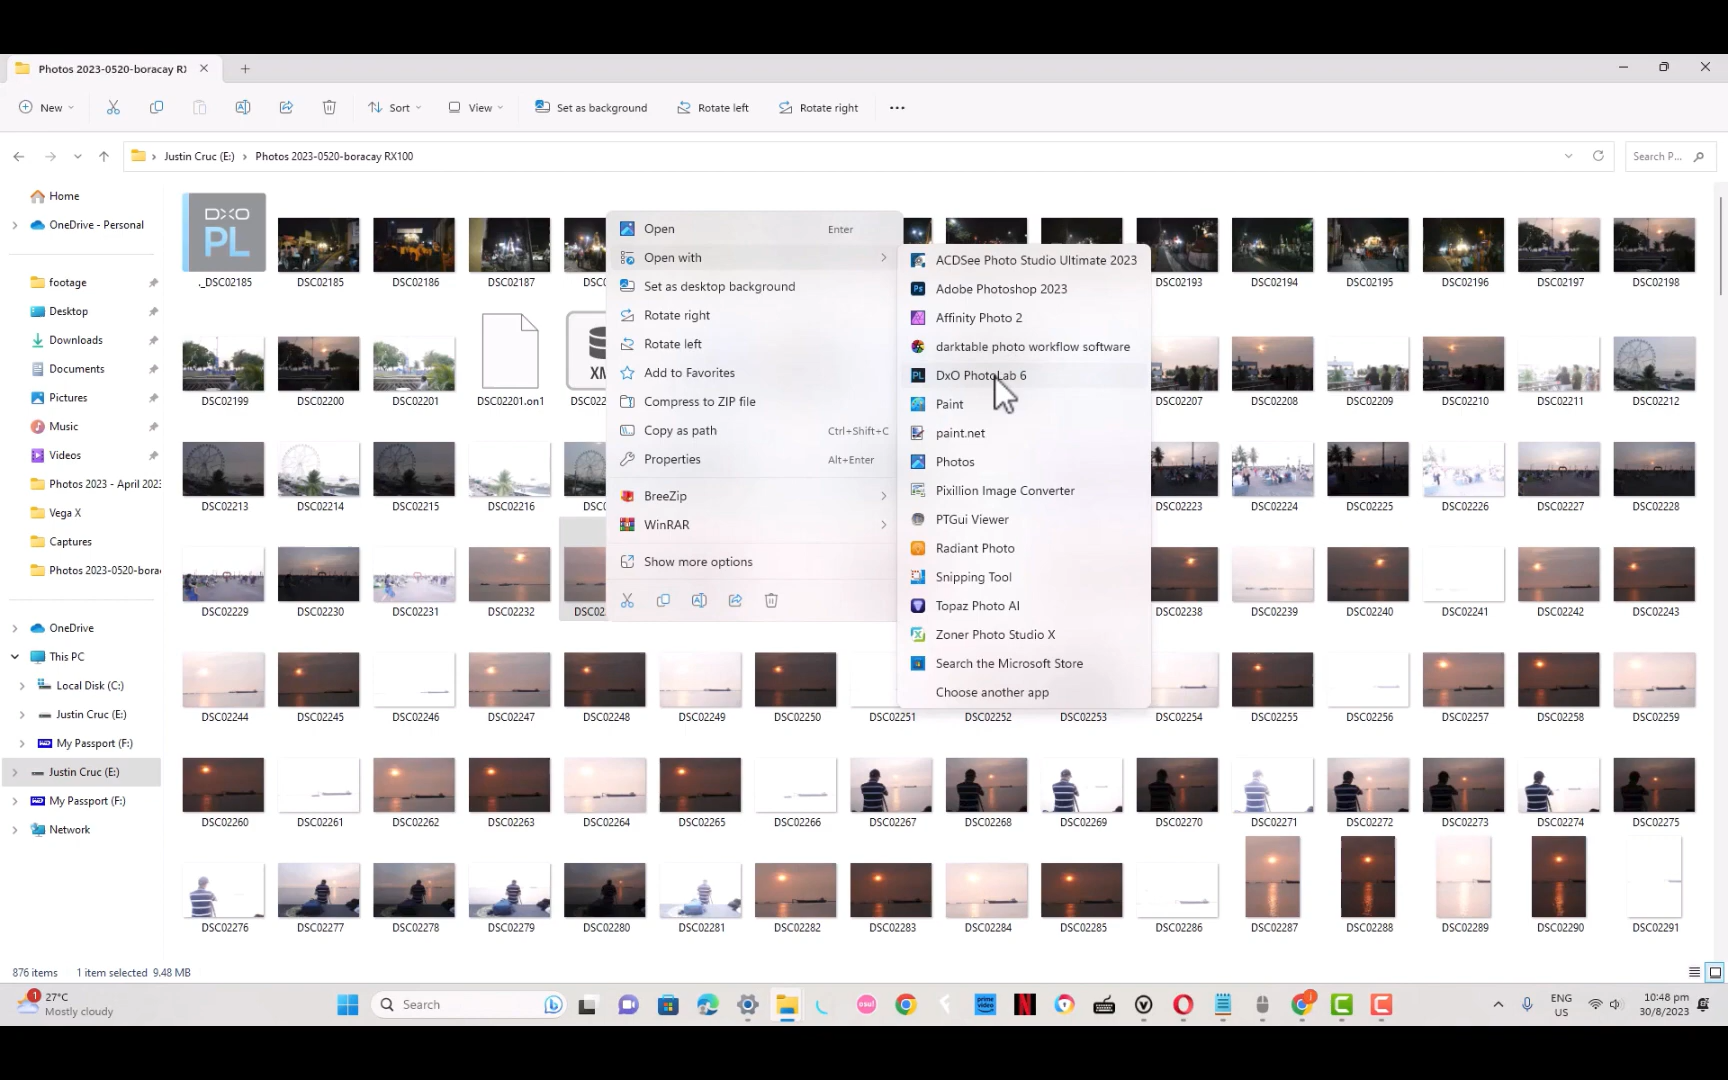 Photos 2023-0520-boracay RX
New
Sort
View
Set as background
Rotate left
Rotate right
Justin Cruc (E:) > Photos 2023-0520-boracay RX100
Search P...
Home
OneDrive - Personal
footage
Desktop
Downloads
Documents
Pictures
Music
Videos
Photos 2023 - April 2023
Vega X
Captures
Photos 2023-0520-bora
OneDrive
This PC
Local Disk (C:)
Justin Cruc (E:)
My Passport (F:)
Justin Cruc (E:)
My Passport (F:)
Network
DXO
PL
._DSC02185 DSC02185 DSC02186 DSC02187 DSC0 DSC02193 DSC02194 DSC02195 DSC02196 DSC02197 DSC02198
XM
DSC02199 DSC02200 DSC02201 DSC02201.on1 DSC022 DSC02207 DSC02208 DSC02209 DSC02210 DSC02211 DSC02212
DSC02213 DSC02214 DSC02215 DSC02216 DSC0 DSC02224 DSC02225 DSC02226 DSC02227 DSC02228
DSC02229 DSC02230 DSC02231 DSC02232 DSC02 DSC02238 DSC02239 DSC02240 DSC02241 DSC02242 DSC02243
DSC02244 DSC02245 DSC02246 DSC02247 DSC02248 DSC02249 DSC02250 DSC02251 DSC02252 DSC02253 DSC02254 DSC02255 DSC02256 DSC02257 DSC02258 DSC02259
DSC02260 DSC02261 DSC02262 DSC02263 DSC02264 DSC02265 DSC02266 DSC02267 DSC02268 DSC02269 DSC02270 DSC02271 DSC02272 DSC02273 DSC02274 DSC02275
DSC02276 DSC02277 DSC02278 DSC02279 DSC02280 DSC02281 DSC02282 DSC02283 DSC02284 DSC02285 DSC02286 DSC02287 DSC02288 DSC02289 DSC02290 DSC02291
Open Enter
Open with
Set as desktop background
Rotate right
Rotate left
Add to Favorites
Compress to ZIP file
Copy as path Ctrl+Shift+C
Properties Alt+Enter
BreeZip
WinRAR
Show more options
ACDSee Photo Studio Ultimate 2023
Adobe Photoshop 2023
Affinity Photo 2
darktable photo workflow software
DxO PhotoLab 6
Paint
paint.net
Photos
Pixillion Image Converter
PTGui Viewer
Radiant Photo
Snipping Tool
Topaz Photo AI
Zoner Photo Studio X
Search the Microsoft Store
Choose another app
876 items 1 item selected 9.48 MB
1
27°C
Mostly cloudy
Search
osu!
prime video
ENG
US
10:48 pm
30/8/2023